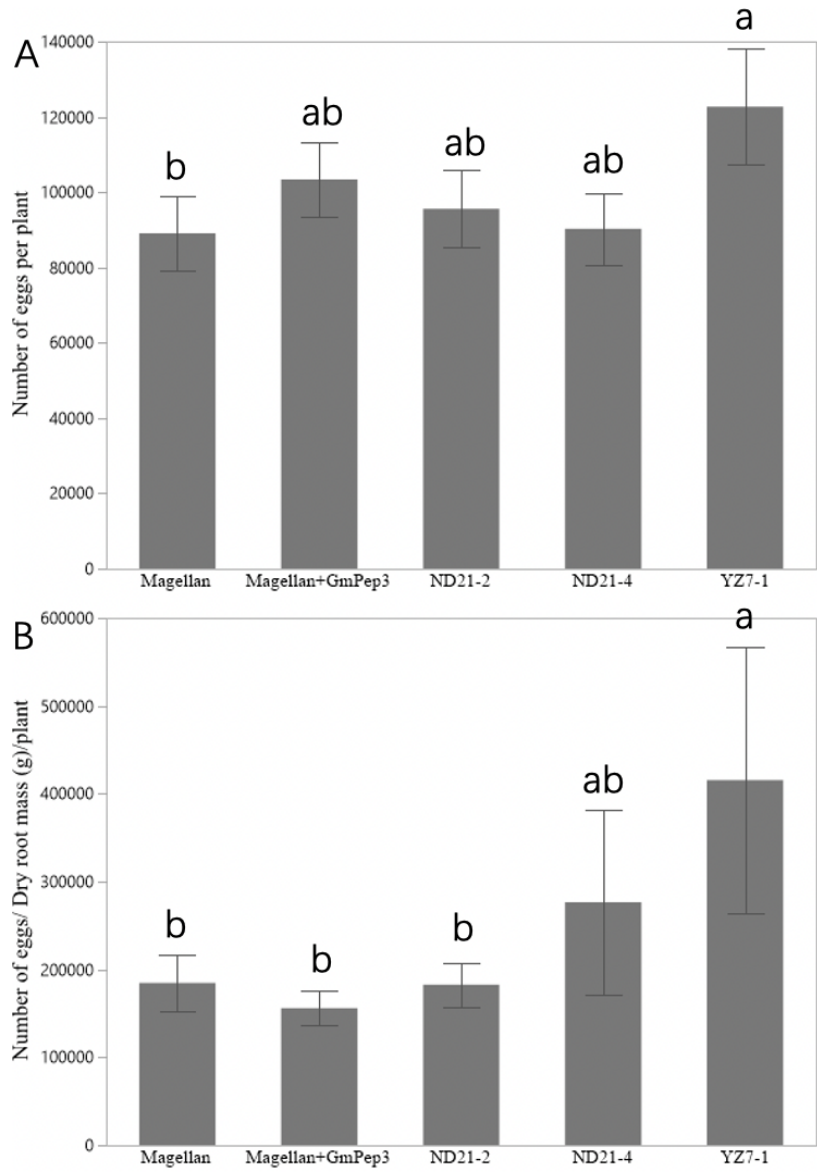 A
140000
120000
100000
80000
60000
40000
20000
0
Number of eggs per plant
b
ab
ab
ab
a
Magellan Magellan+GmPep3 ND21-2 ND21-4 YZ7-1
B
600000
500000
400000
300000
200000
100000
0
Number of eggs/ Dry root mass (g)/plant
b
b
b
ab
a
Magellan Magellan+GmPep3 ND21-2 ND21-4 YZ7-1